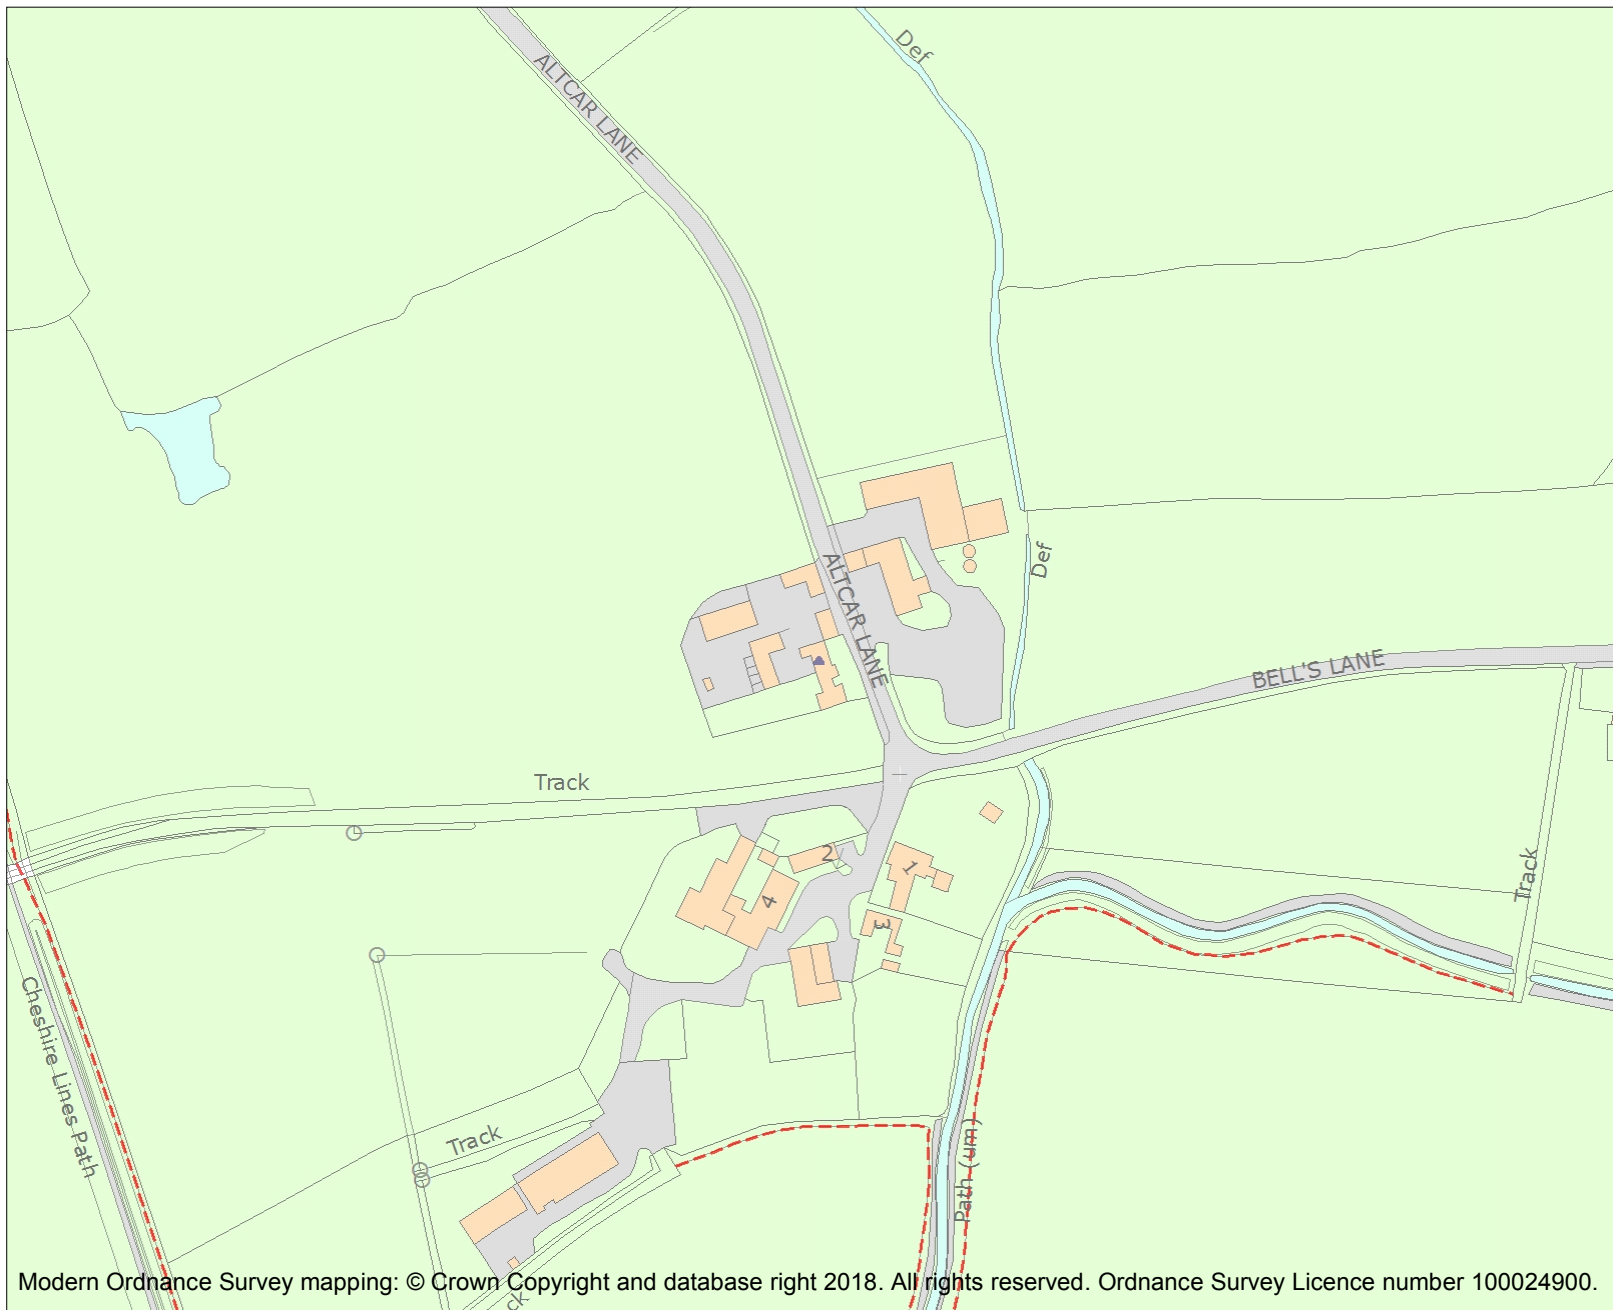 Def
ALTCAR LANE
Def
ALTCAR LANE
BELL'S LANE
Track
2
1
Track
4
3
Cheshire Lines Path
Track
Path (um)
Modern Ordnance Survey mapping: © Crown Copyright and database right 2018. All rights reserved. Ordnance Survey Licence number 100024900.
ck